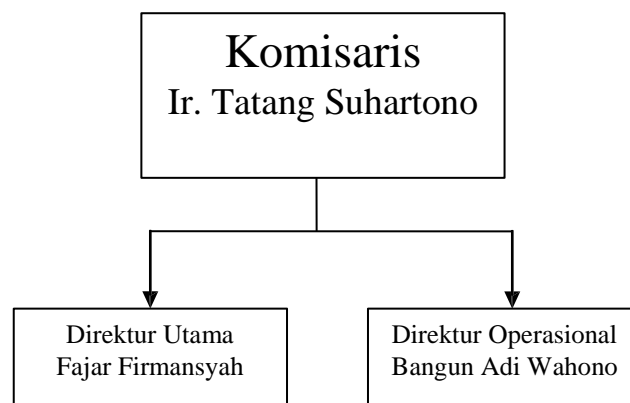 Komisaris
Ir. Tatang Suhartono
Direktur Utama
Fajar Firmansyah
Direktur Operasional
Bangun Adi Wahono